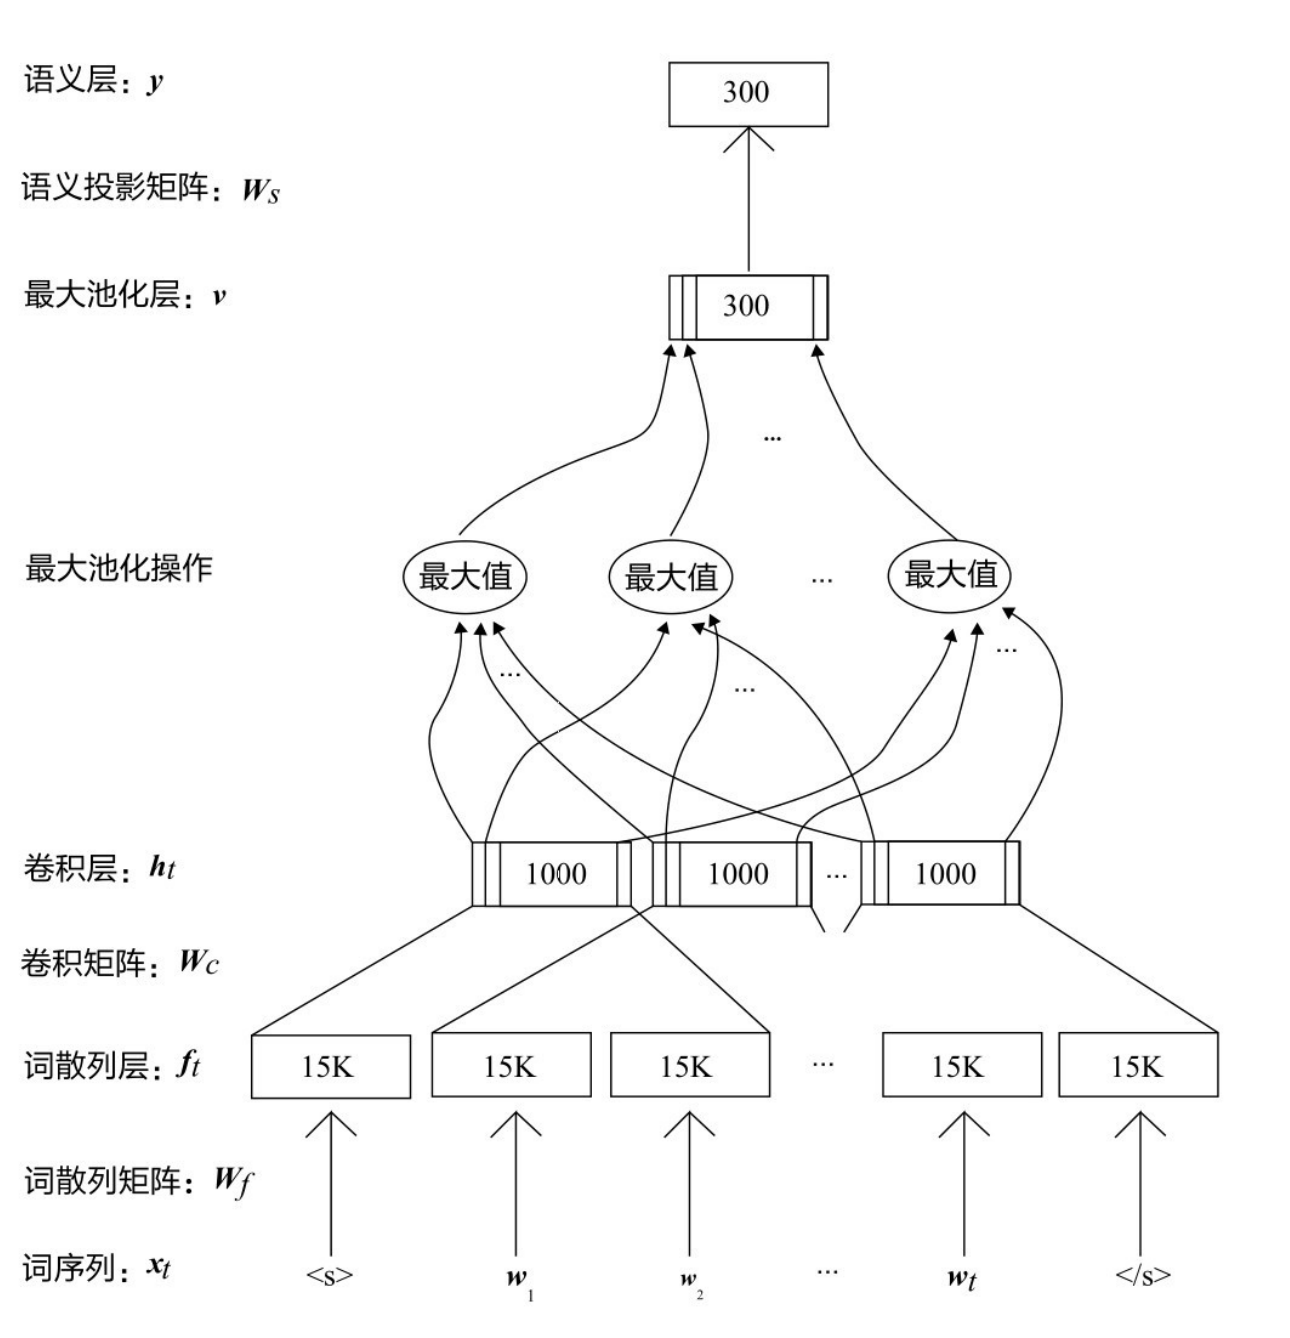 语义层：y
300
语义投影矩阵：Ws
最大池化层：v
300
...
最大池化操作
最大值 最大值 ... 最大值
... ... ...
卷积层：ht
1000 1000 ... 1000
卷积矩阵：Wc
词散列层：ft
15K 15K 15K ... 15K 15K
词散列矩阵：Wf
词序列：xt
<s> w1 w2 ... wt </s>